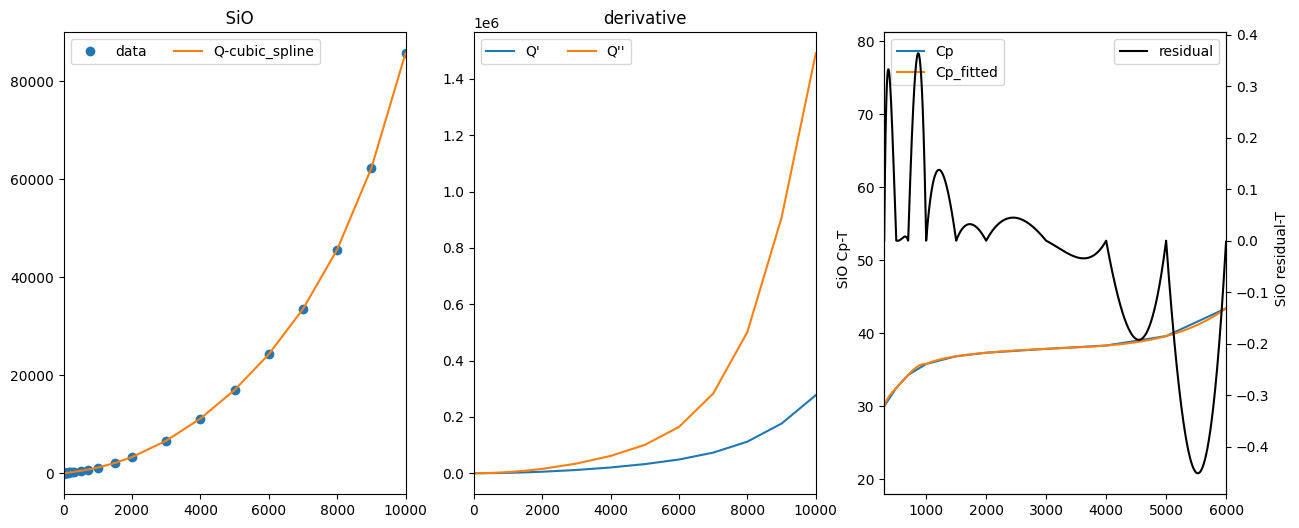 SiO
data
Q-cubic_spline
80000
60000
40000
20000
0
0 2000 4000 6000 8000 10000
derivative
1e6
Q'
Q''
1.4
1.2
1.0
0.8
0.6
0.4
0.2
0.0
0 2000 4000 6000 8000 10000
Cp
Cp_fitted
residual
SiO Cp-T
80
70
60
50
40
30
20
1000 2000 3000 4000 5000 6000
0.4
0.3
0.2
0.1
0.0
−0.1
−0.2
−0.3
−0.4
SiO residual-T